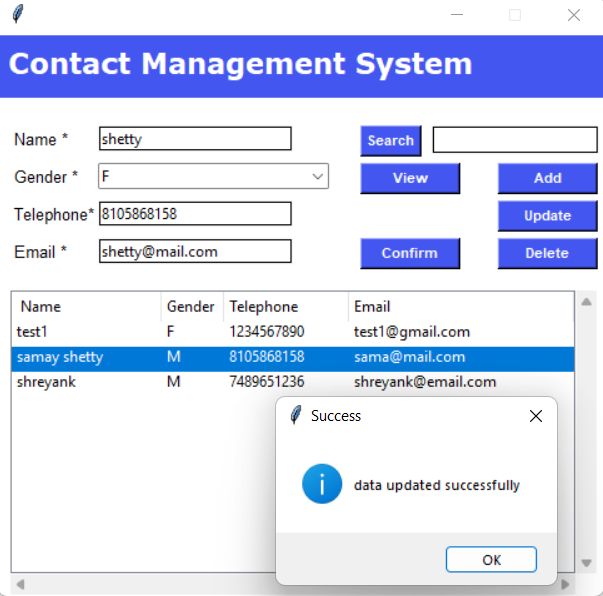 Contact Management System
Name * shetty Search
Gender * F View Add
Telephone* 8105868158 Update
Email * shetty@mail.com Confirm Delete
Name Gender Telephone Email
test1 F 1234567890 test1@gmail.com
samay shetty M 8105868158 sama@mail.com
shreyank M 7489651236 shreyank@email.com
Success
data updated successfully
OK